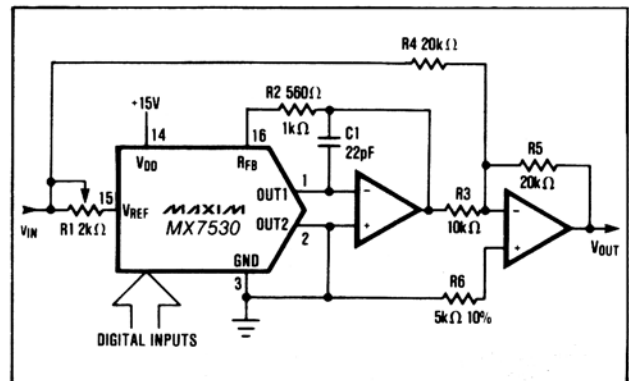 R4 20kΩ
+15V
R2 560Ω
1kΩ
14
16
C1
22pF
R5
20kΩ
VDD
RFB
1
15
VREF
MAXIM
MX7530
OUT1
OUT2
−
+
R3
10kΩ
−
+
VIN
R1 2kΩ
2
VOUT
GND
3
R6
5kΩ 10%
DIGITAL INPUTS